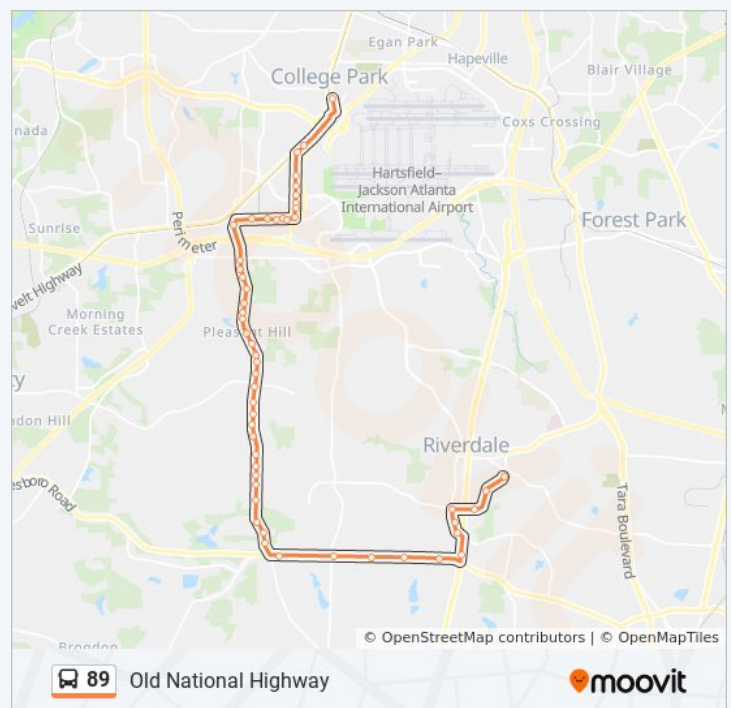 Egan Park
Hapeville
College Park
Blair Village
Coxs Crossing
nada
Hartsfield–
Jackson Atlanta
International Airport
Sunrise
Perimeter
Forest Park
velt Highway
Morning
Creek Estates
Pleasant Hill
ty
don Hill
Riverdale
sboro Road
Tara Boulevard
Brogdon
© OpenStreetMap contributors | © OpenMapTiles
89 Old National Highway
moovit